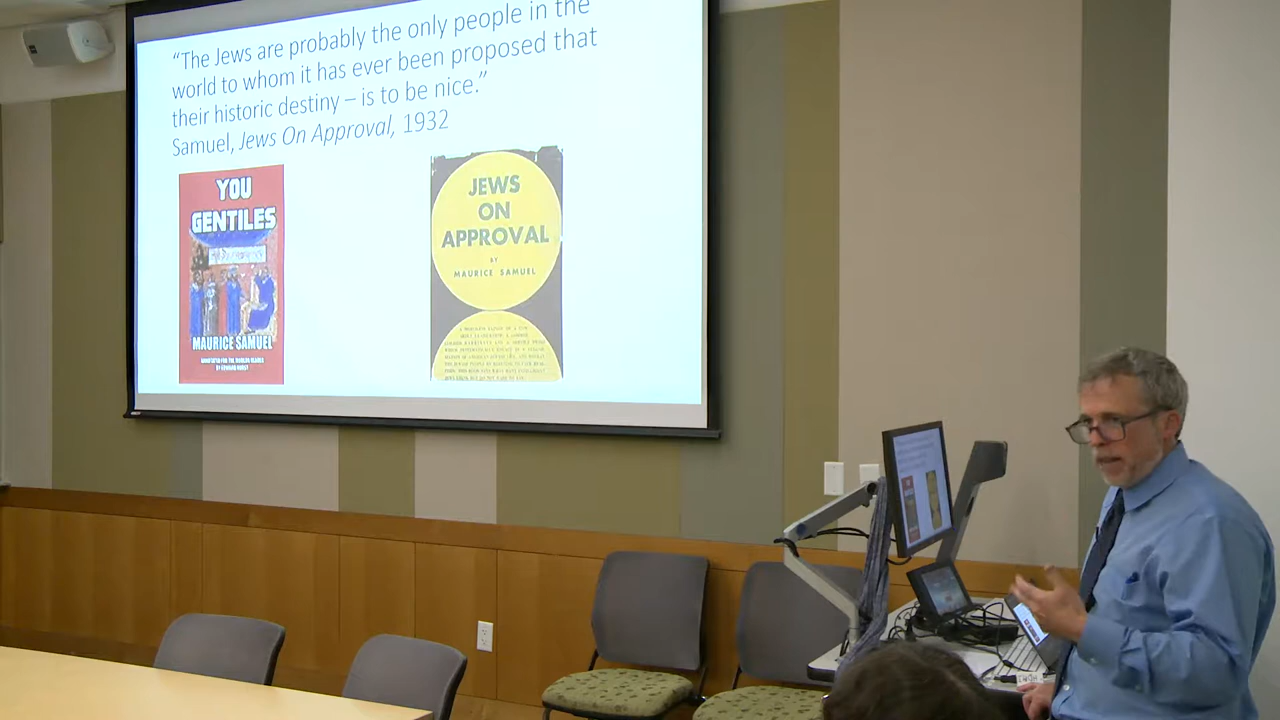 “The Jews are probably the only people in the
world to whom it has ever been proposed that
their historic destiny – is to be nice.”
Samuel, Jews On Approval, 1932
YOU
GENTILES
MAURICE SAMUEL
JEWS
ON
APPROVAL
BY
MAURICE SAMUEL